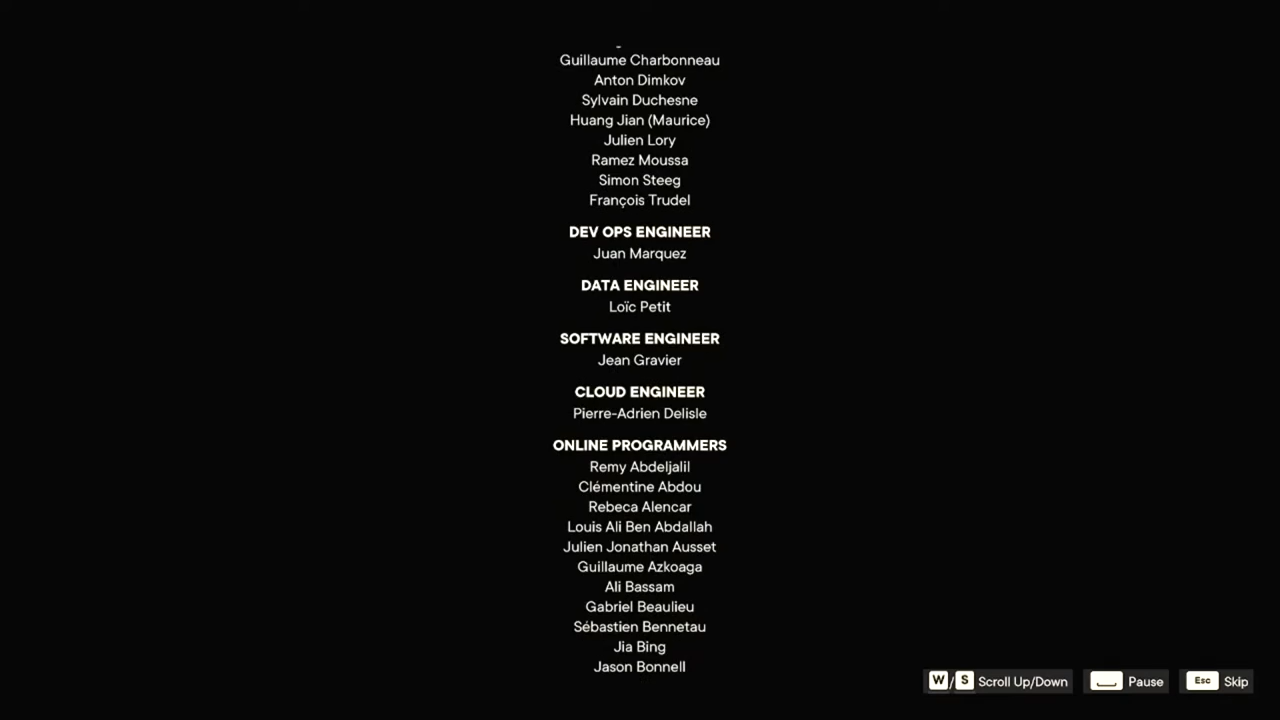 Guillaume Charbonneau
Anton Dimkov
Sylvain Duchesne
Huang Jian (Maurice)
Julien Lory
Ramez Moussa
Simon Steeg
François Trudel
DEV OPS ENGINEER
Juan Marquez
DATA ENGINEER
Loïc Petit
SOFTWARE ENGINEER
Jean Gravier
CLOUD ENGINEER
Pierre-Adrien Delisle
ONLINE PROGRAMMERS
Remy Abdeljalil
Clémentine Abdou
Rebeca Alencar
Louis Ali Ben Abdallah
Julien Jonathan Ausset
Guillaume Azkoaga
Ali Bassam
Gabriel Beaulieu
Sébastien Bennetau
Jia Bing
Jason Bonnell
W/S Scroll Up/Down Pause Esc Skip